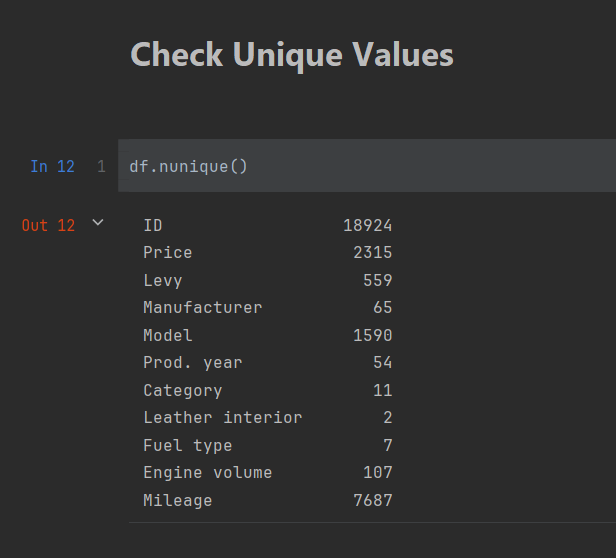 Check Unique Values
In 12 1 df.nunique()
Out 12 ID 18924
Price 2315
Levy 559
Manufacturer 65
Model 1590
Prod. year 54
Category 11
Leather interior 2
Fuel type 7
Engine volume 107
Mileage 7687